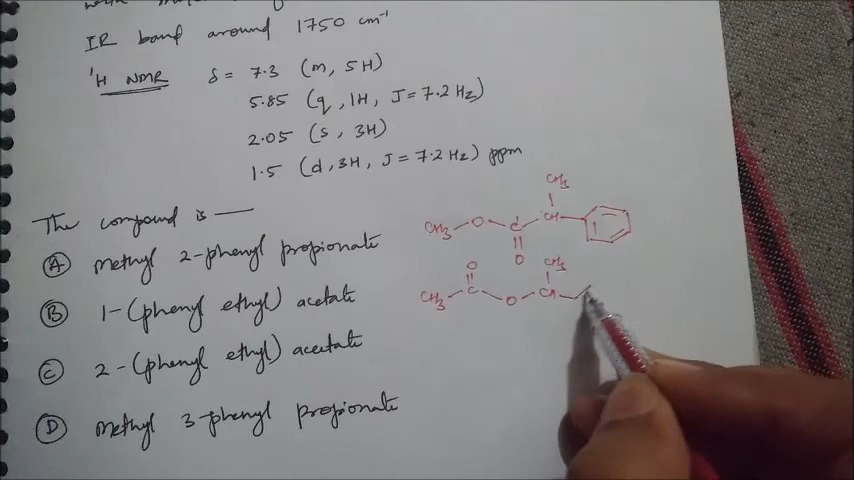 IR band around 1750 cm⁻¹
¹H NMR δ = 7.3 (m, 5H)
5.85 (q, 1H, J = 7.2 Hz)
2.05 (s, 3H)
1.5 (d, 3H, J = 7.2 Hz) ppm
The compound is —
(A) Methyl 2-phenyl propionate
(B) 1-(phenyl ethyl) acetate
(C) 2-(phenyl ethyl) acetate
(D) Methyl 3-phenyl propionate
CH₃
CH₃ O C CH
O
O CH₃
CH₃ C O CH